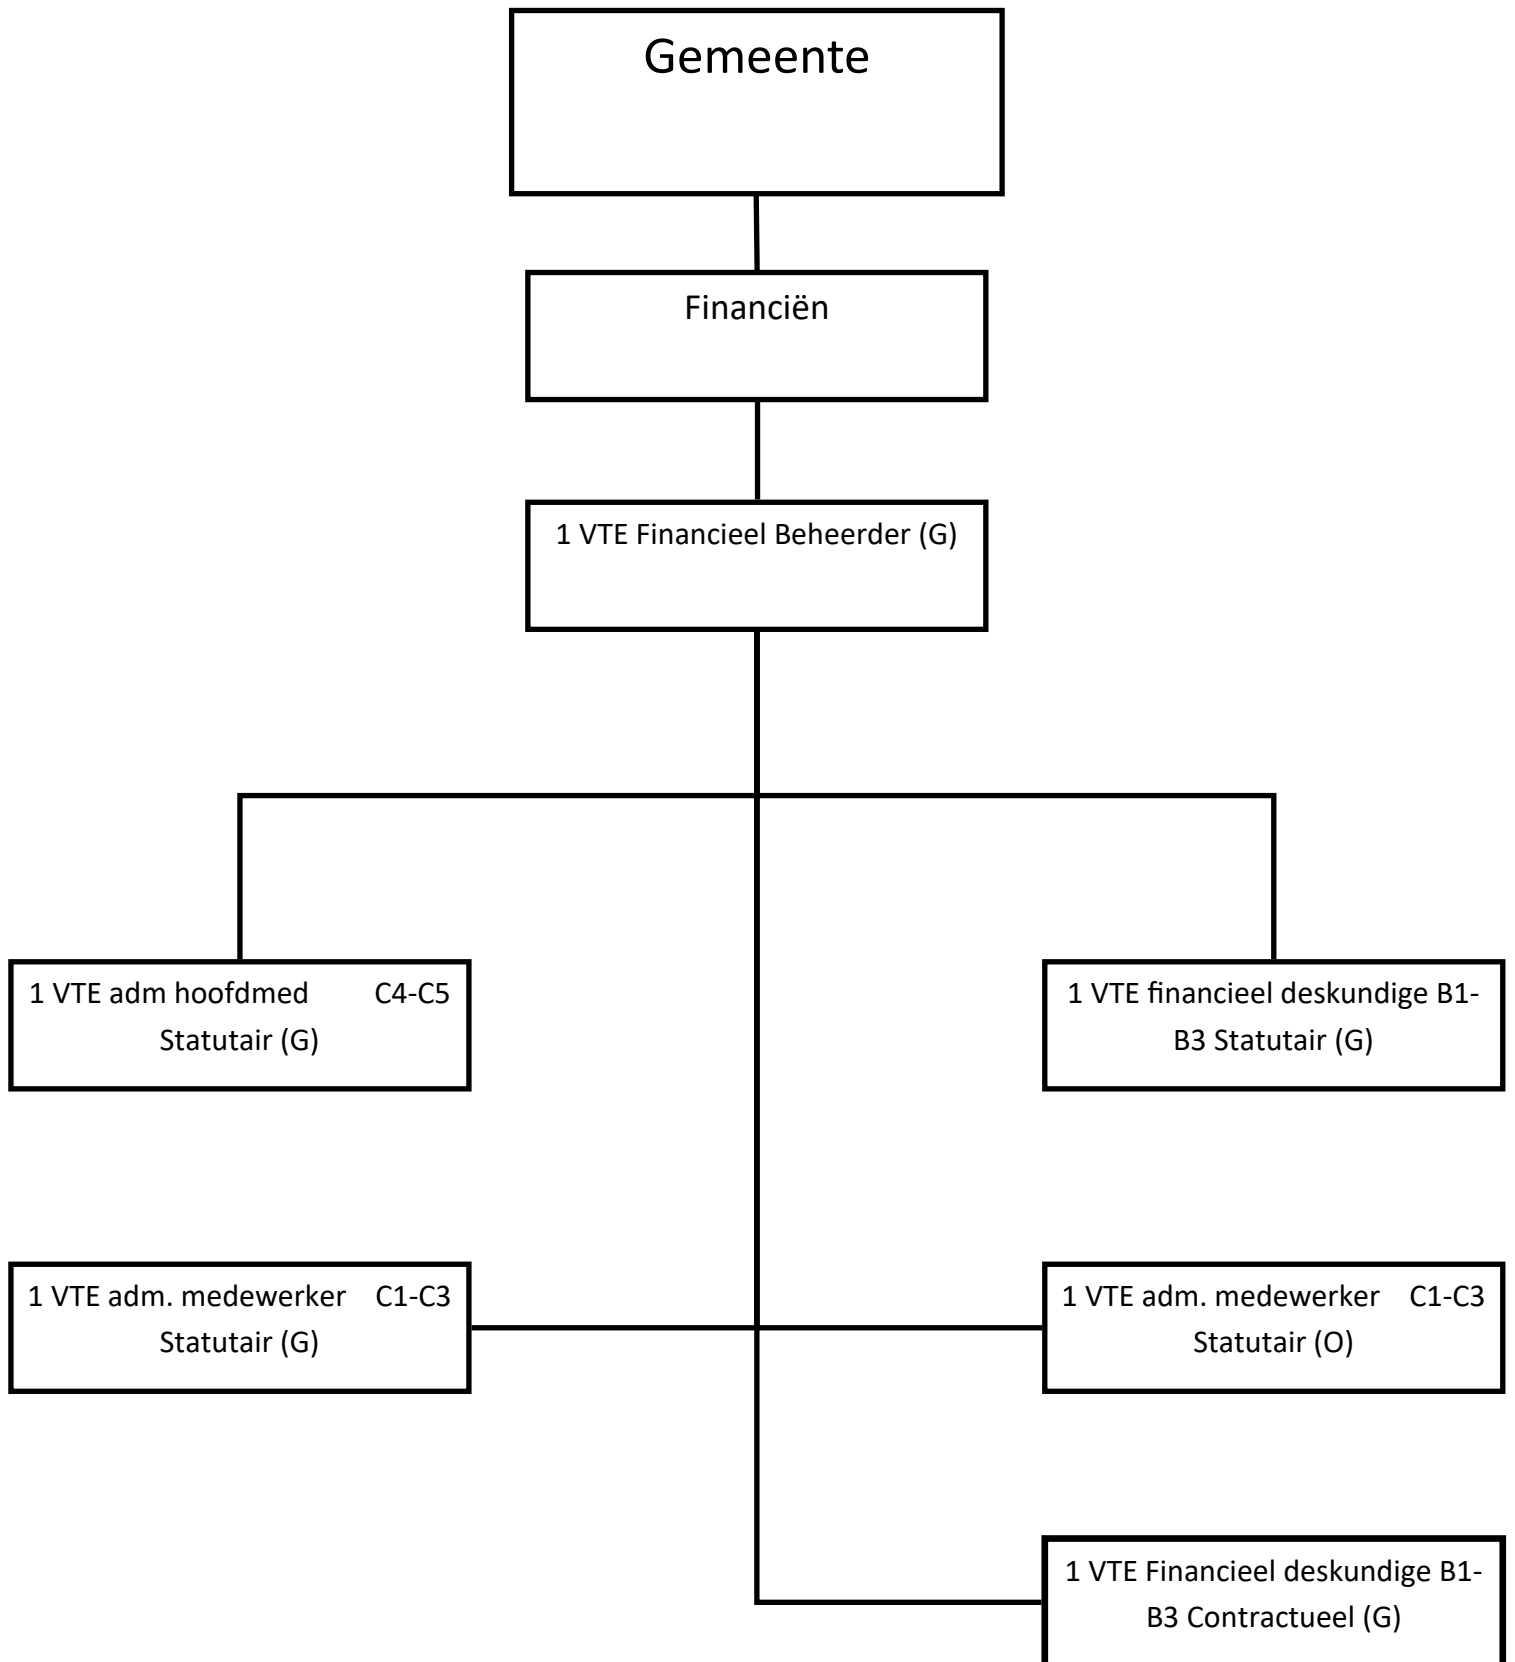 Gemeente
Financiën
1 VTE Financieel Beheerder (G)
1 VTE adm hoofdmed C4-C5
Statutair (G)
1 VTE financieel deskundige B1-
B3 Statutair (G)
1 VTE adm. medewerker C1-C3
Statutair (G)
1 VTE adm. medewerker C1-C3
Statutair (O)
1 VTE Financieel deskundige B1-
B3 Contractueel (G)